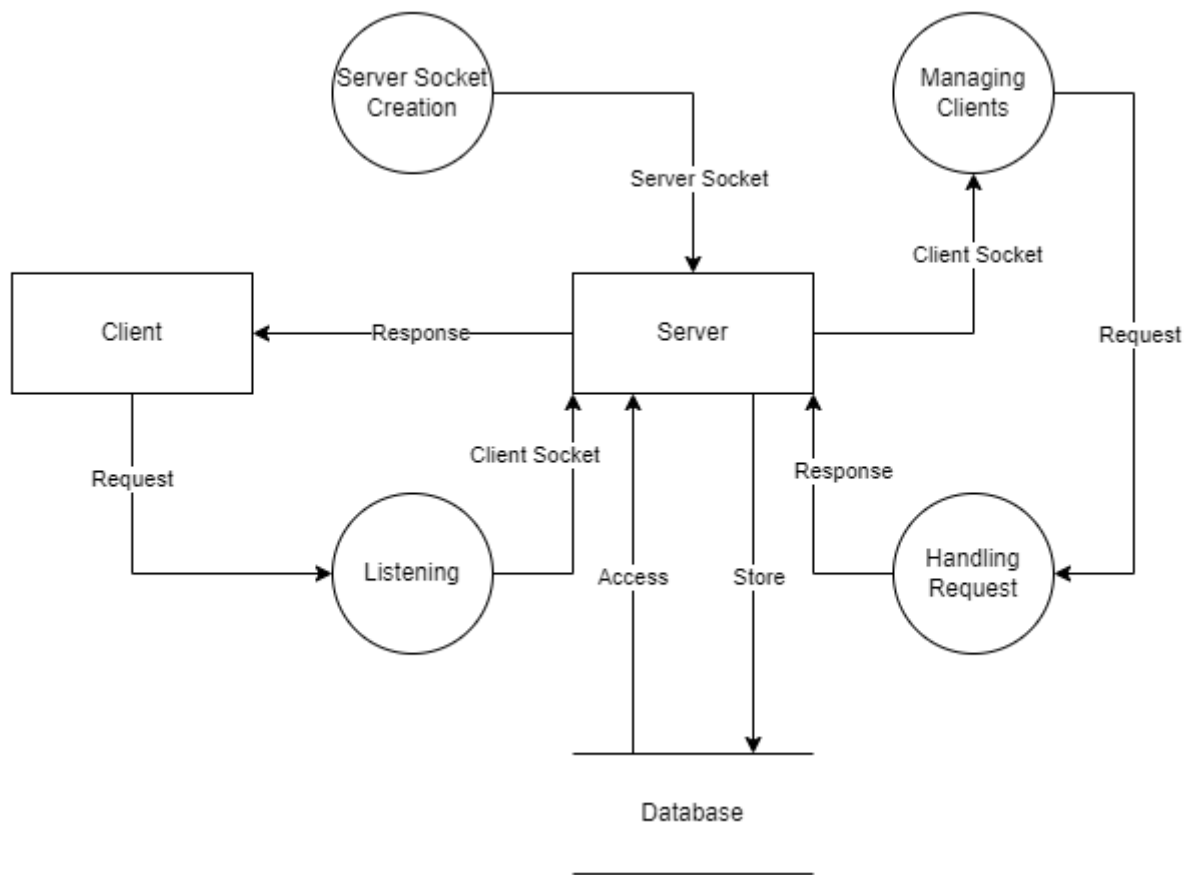 Server Socket
Creation
Managing
Clients
Server Socket
Client Socket
Client
Response
Server
Request
Client Socket
Request
Response
Listening
Access
Store
Handling
Request
Database